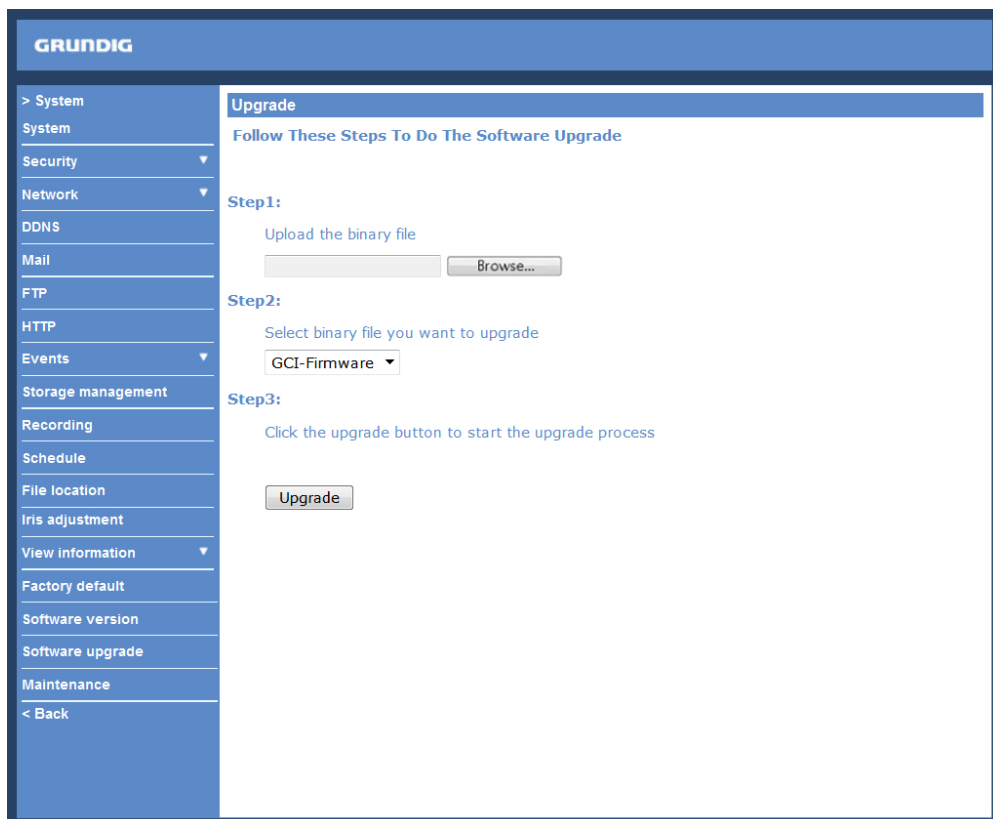 GRUNDIG
> System
System
Security
Network
DDNS
Mail
FTP
HTTP
Events
Storage management
Recording
Schedule
File location
Iris adjustment
View information
Factory default
Software version
Software upgrade
Maintenance
< Back
Upgrade
Follow These Steps To Do The Software Upgrade
Step1:
Upload the binary file
Browse...
Step2:
Select binary file you want to upgrade
GCI-Firmware
Step3:
Click the upgrade button to start the upgrade process
Upgrade